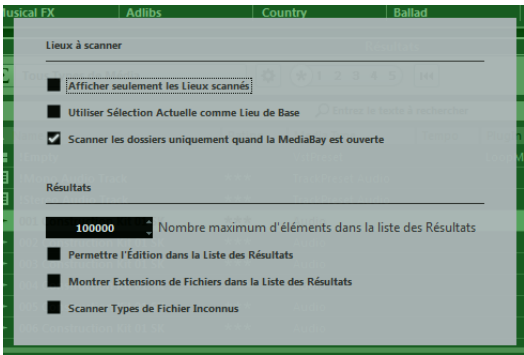 usical FX Adlibs Country Ballad
Lieux à scanner
Afficher seulement les Lieux scannés
Utiliser Sélection Actuelle comme Lieu de Base
Scanner les dossiers uniquement quand la MediaBay est ouverte
Résultats
100000 Nombre maximum d'éléments dans la liste des Résultats
Permettre l'Édition dans la Liste des Résultats
Montrer Extensions de Fichiers dans la Liste des Résultats
Scanner Types de Fichier Inconnus